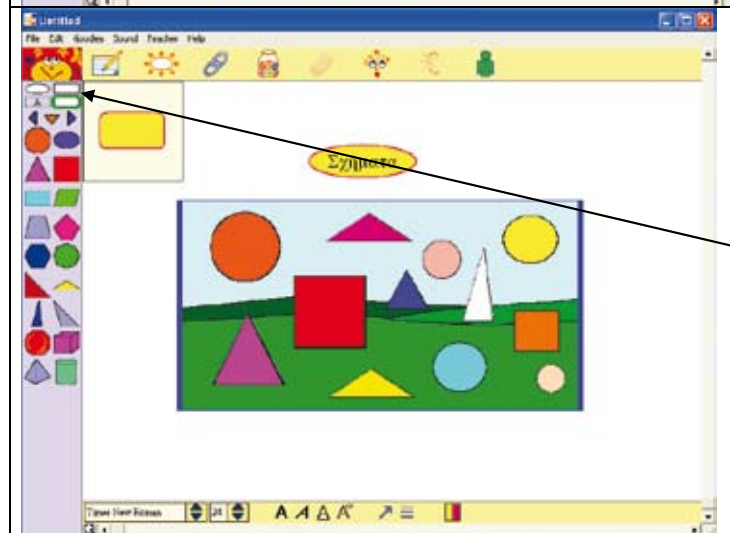 Untitled
File Edit Goodies Sound Teacher Help
A
Σχήματα
Times New Roman
24
A A A A